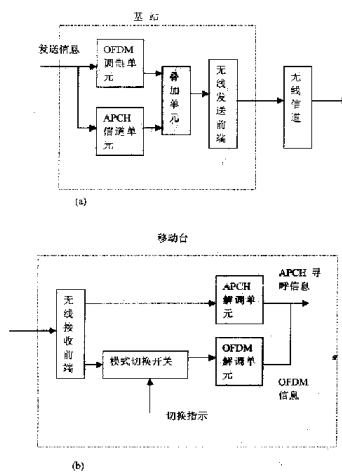 基 站
发送信息
OFDM
调制单
元
APCH
信道单
元
叠
加
单
元
无
线
发
送
前
端
无
线
信
道
(a)
移动台
无
线
接
收
前
端
APCH
解调单
元
APCH 寻
呼信息
模式切换开关
OFDM
解调单
元
OFDM
信息
切换指示
(b)